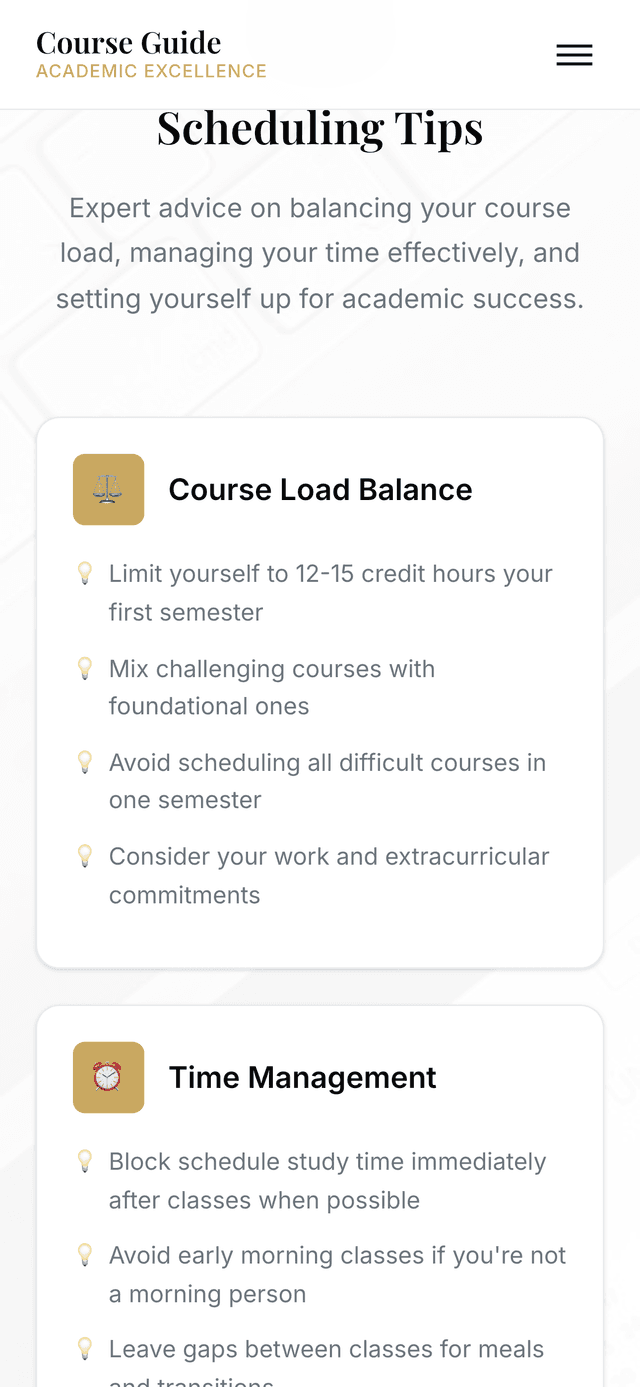 Course Guide
ACADEMIC EXCELLENCE
Scheduling Tips
Expert advice on balancing your course
load, managing your time effectively, and
setting yourself up for academic success.
Course Load Balance
Limit yourself to 12-15 credit hours your
first semester
Mix challenging courses with
foundational ones
Avoid scheduling all difficult courses in
one semester
Consider your work and extracurricular
commitments
Time Management
Block schedule study time immediately
after classes when possible
Avoid early morning classes if you're not
a morning person
Leave gaps between classes for meals
and transitions